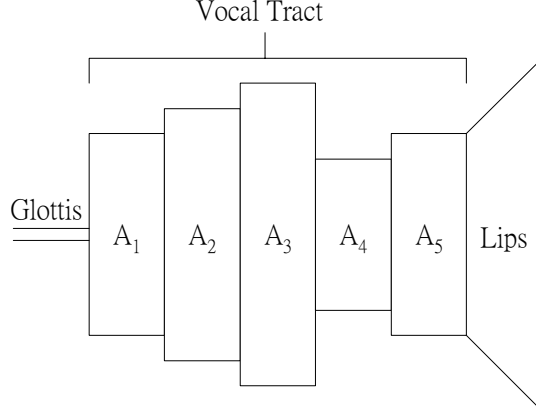 Vocal Tract
Glottis
A₁ A₂ A₃ A₄ A₅ Lips